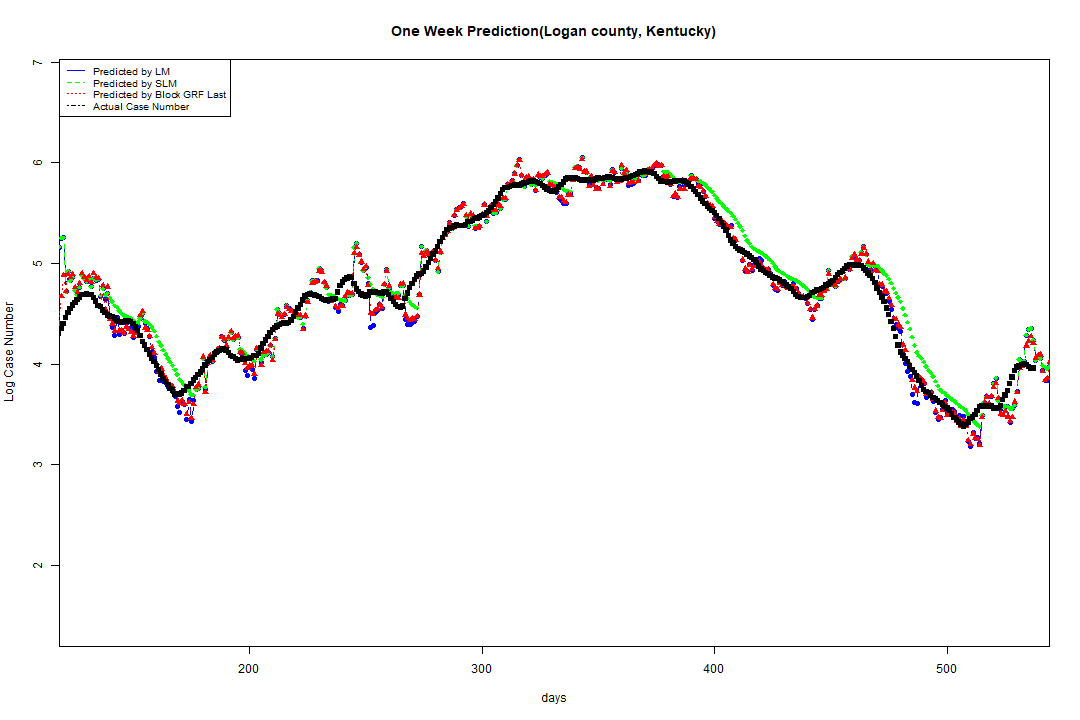 One Week Prediction(Logan county, Kentucky)
Predicted by LM
Predicted by SLM
Predicted by Block GRF Last
Actual Case Number
7
6
5
4
3
2
Log Case Number
200 300 400 500
days